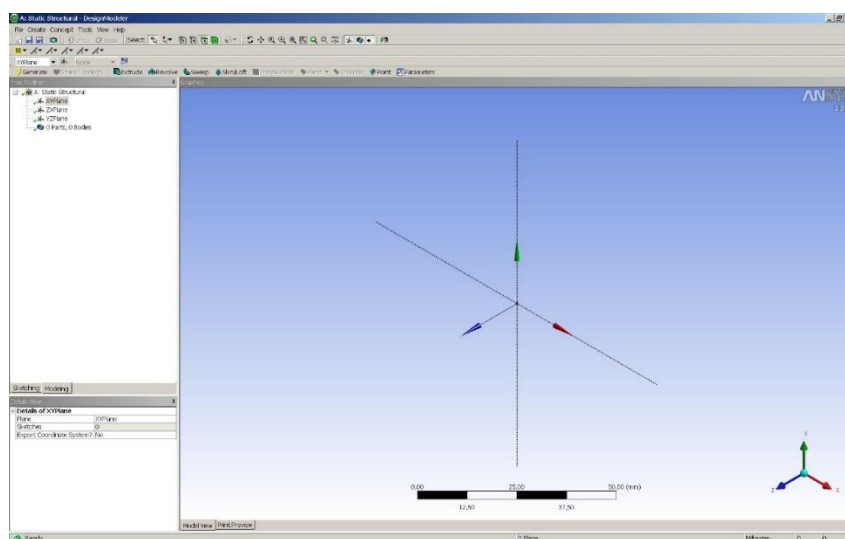 A: Static Structural - DesignModeler
File Create Concept Tools View Help
Select:
XYPlane None
Generate Extrude Revolve Sweep Skin/Loft Point Parameters
Graphics
A: Static Structural
XYPlane
ZXPlane
YZPlane
0 Parts, 0 Bodies
ANSYS
Sketching Modeling
Details View
Details of XYPlane
Plane XYPlane
Sketches 0
Export Coordinate System? No
0,00 25,00 50,00 (mm)
12,50 37,50
Y
Z X
Model View Print Preview
Ready Millimeter 0 0